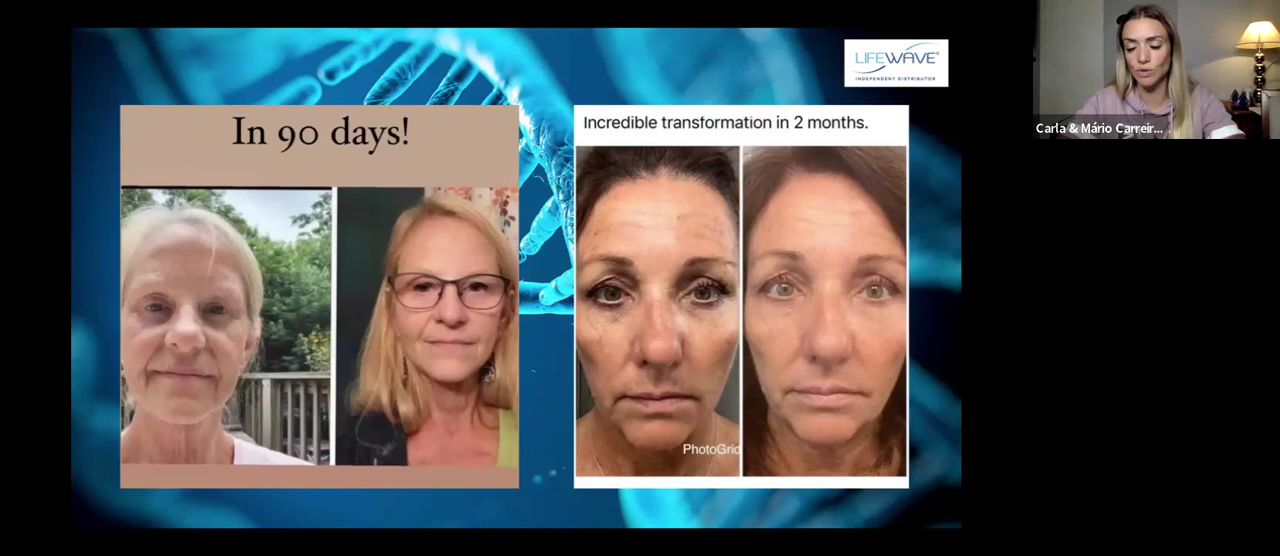 LIFEWAVE®
INDEPENDENT DISTRIBUTOR
In 90 days!
Incredible transformation in 2 months.
PhotoGrid
Carla & Mário Carreir...